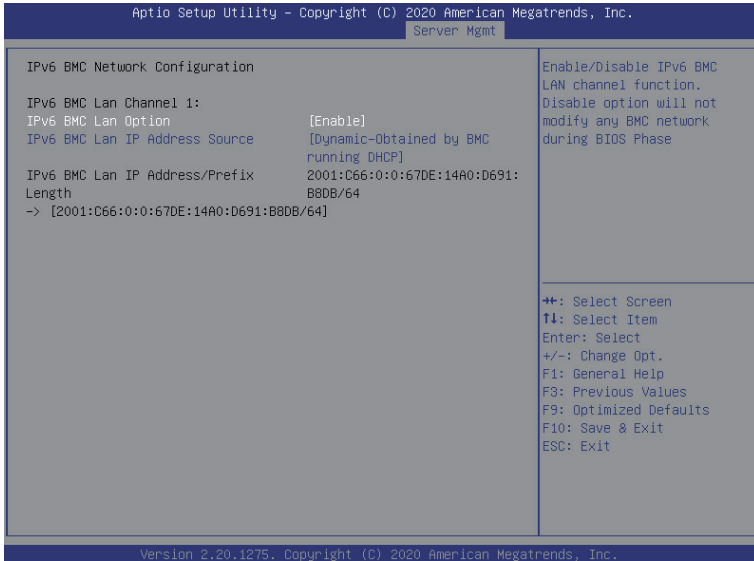 Aptio Setup Utility – Copyright (C) 2020 American Megatrends, Inc.
Server Mgmt
IPv6 BMC Network Configuration
IPv6 BMC Lan Channel 1:
IPv6 BMC Lan Option [Enable]
IPv6 BMC Lan IP Address Source [Dynamic-Obtained by BMC
running DHCP]
IPv6 BMC Lan IP Address/Prefix 2001:C66:0:0:67DE:14A0:D691:
Length B8DB/64
-> [2001:C66:0:0:67DE:14A0:D691:B8DB/64]
Enable/Disable IPv6 BMC
LAN channel function.
Disable option will not
modify any BMC network
during BIOS Phase
→←: Select Screen
↑↓: Select Item
Enter: Select
+/-: Change Opt.
F1: General Help
F3: Previous Values
F9: Optimized Defaults
F10: Save & Exit
ESC: Exit
Version 2.20.1275. Copyright (C) 2020 American Megatrends, Inc.